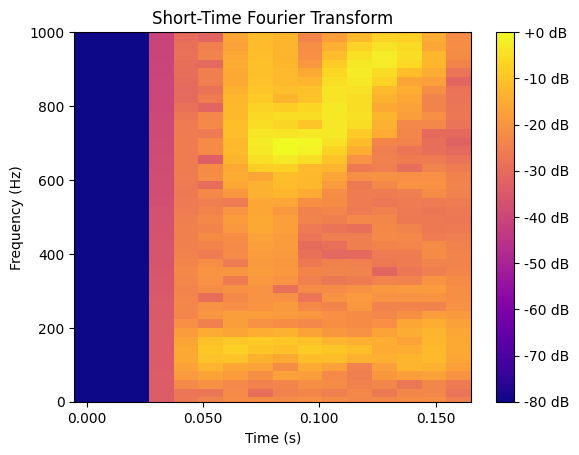 Short-Time Fourier Transform
Frequency (Hz)
1000
800
600
400
200
0
0.000
0.050
0.100
0.150
Time (s)
+0 dB
-10 dB
-20 dB
-30 dB
-40 dB
-50 dB
-60 dB
-70 dB
-80 dB